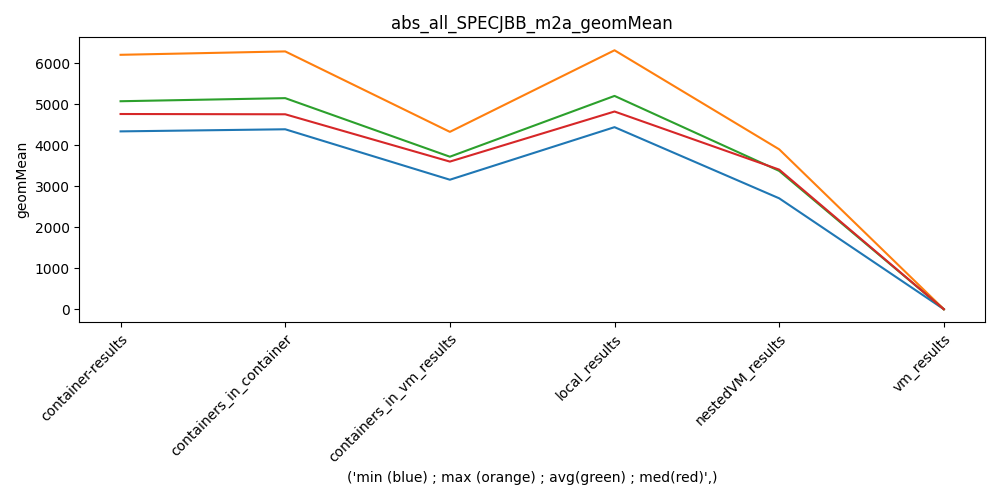 abs_all_SPECJBB_m2a_geomMean
geomMean
6000
5000
4000
3000
2000
1000
0
container-results
containers_in_container
containers_in_vm_results
local_results
nestedVM_results
vm_results
('min (blue) ; max (orange) ; avg(green) ; med(red)',)